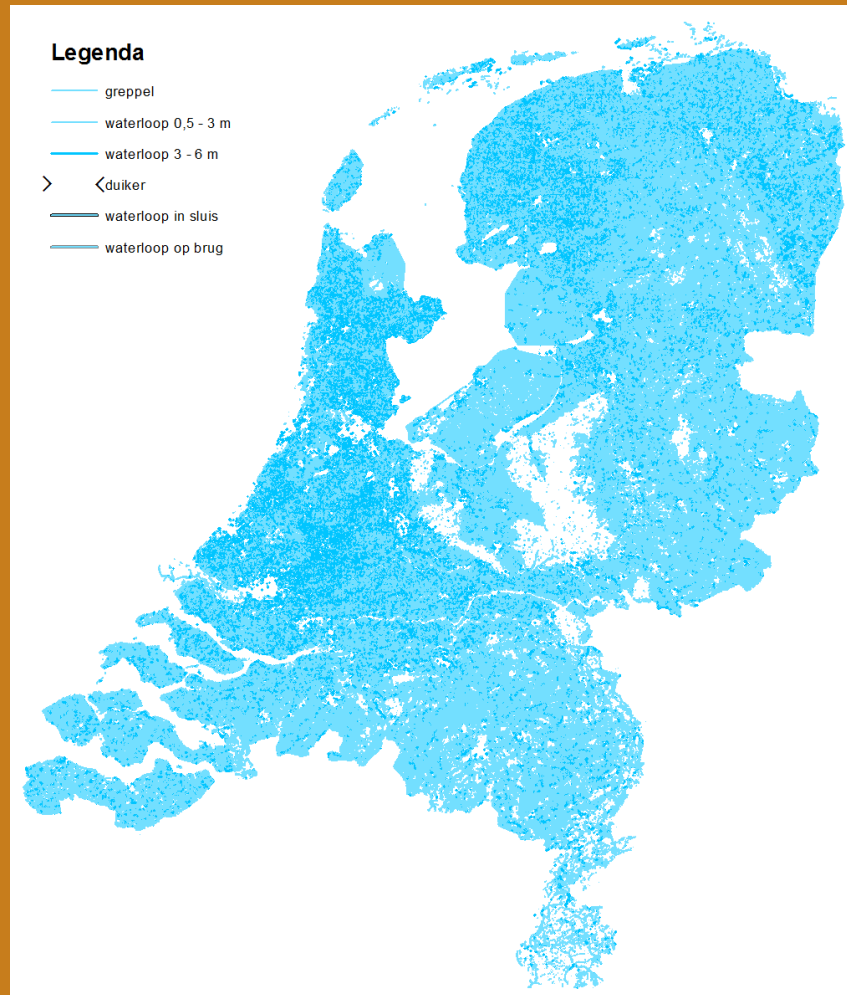 Legenda
greppel
waterloop 0,5 - 3 m
waterloop 3 - 6 m
duiker
waterloop in sluis
waterloop op brug